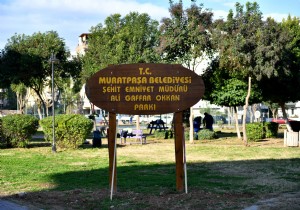 T.C.
MURATPAŞA BELEDİYESİ
ŞEHİT EMNİYET MÜDÜRÜ
ALİ GAFFAR OKKAN
PARKI